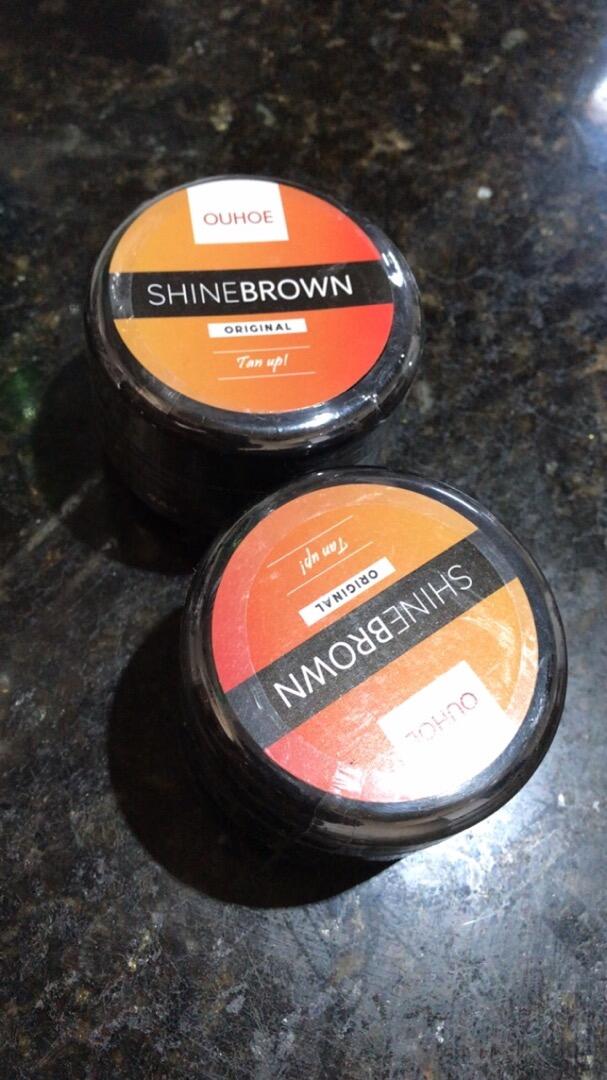 OUHOE
SHINEBROWN
ORIGINAL
Tan up!
OUHOE
SHINEBROWN
ORIGINAL
Tan up!